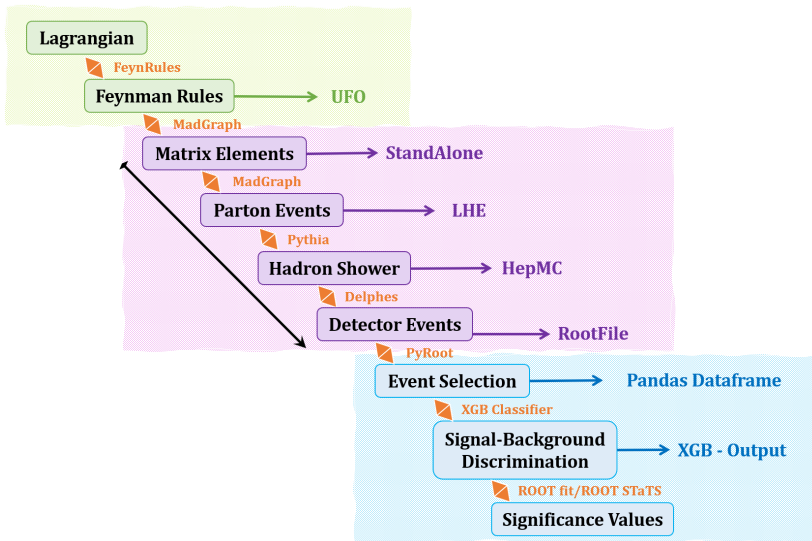 Lagrangian
FeynRules
Feynman Rules
UFO
MadGraph
Matrix Elements
StandAlone
MadGraph
Parton Events
LHE
Pythia
Hadron Shower
HepMC
Delphes
Detector Events
RootFile
PyRoot
Event Selection
Pandas Dataframe
XGB Classifier
Signal-Background
Discrimination
XGB - Output
ROOT fit/ROOT STaTS
Significance Values